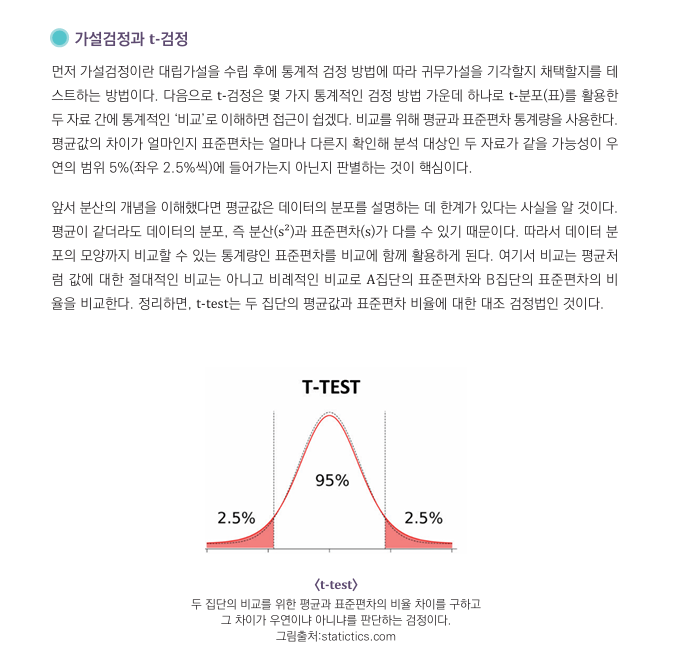 가설검정과 t-검정
먼저 가설검정이란 대립가설을 수립 후에 통계적 검정 방법에 따라 귀무가설을 기각할지 채택할지를 테
스트하는 방법이다. 다음으로 t-검정은 몇 가지 통계적인 검정 방법 가운데 하나로 t-분포(표)를 활용한
두 자료 간에 통계적인 ‘비교’로 이해하면 접근이 쉽겠다. 비교를 위해 평균과 표준편차 통계량을 사용한다.
평균값의 차이가 얼마인지 표준편차는 얼마나 다른지 확인해 분석 대상인 두 자료가 같을 가능성이 우
연의 범위 5%(좌우 2.5%씩)에 들어가는지 아닌지 판별하는 것이 핵심이다.
앞서 분산의 개념을 이해했다면 평균값은 데이터의 분포를 설명하는 데 한계가 있다는 사실을 알 것이다.
평균이 같더라도 데이터의 분포, 즉 분산(s²)과 표준편차(s)가 다를 수 있기 때문이다. 따라서 데이터 분
포의 모양까지 비교할 수 있는 통계량인 표준편차를 비교에 함께 활용하게 된다. 여기서 비교는 평균처
럼 값에 대한 절대적인 비교는 아니고 비례적인 비교로 A집단의 표준편차와 B집단의 표준편차의 비
율을 비교한다. 정리하면, t-test는 두 집단의 평균값과 표준편차 비율에 대한 대조 검정법인 것이다.
T-TEST
95%
2.5% 2.5%
〈t-test〉
두 집단의 비교를 위한 평균과 표준편차의 비율 차이를 구하고
그 차이가 우연이냐 아니냐를 판단하는 검정이다.
그림출처:statictics.com